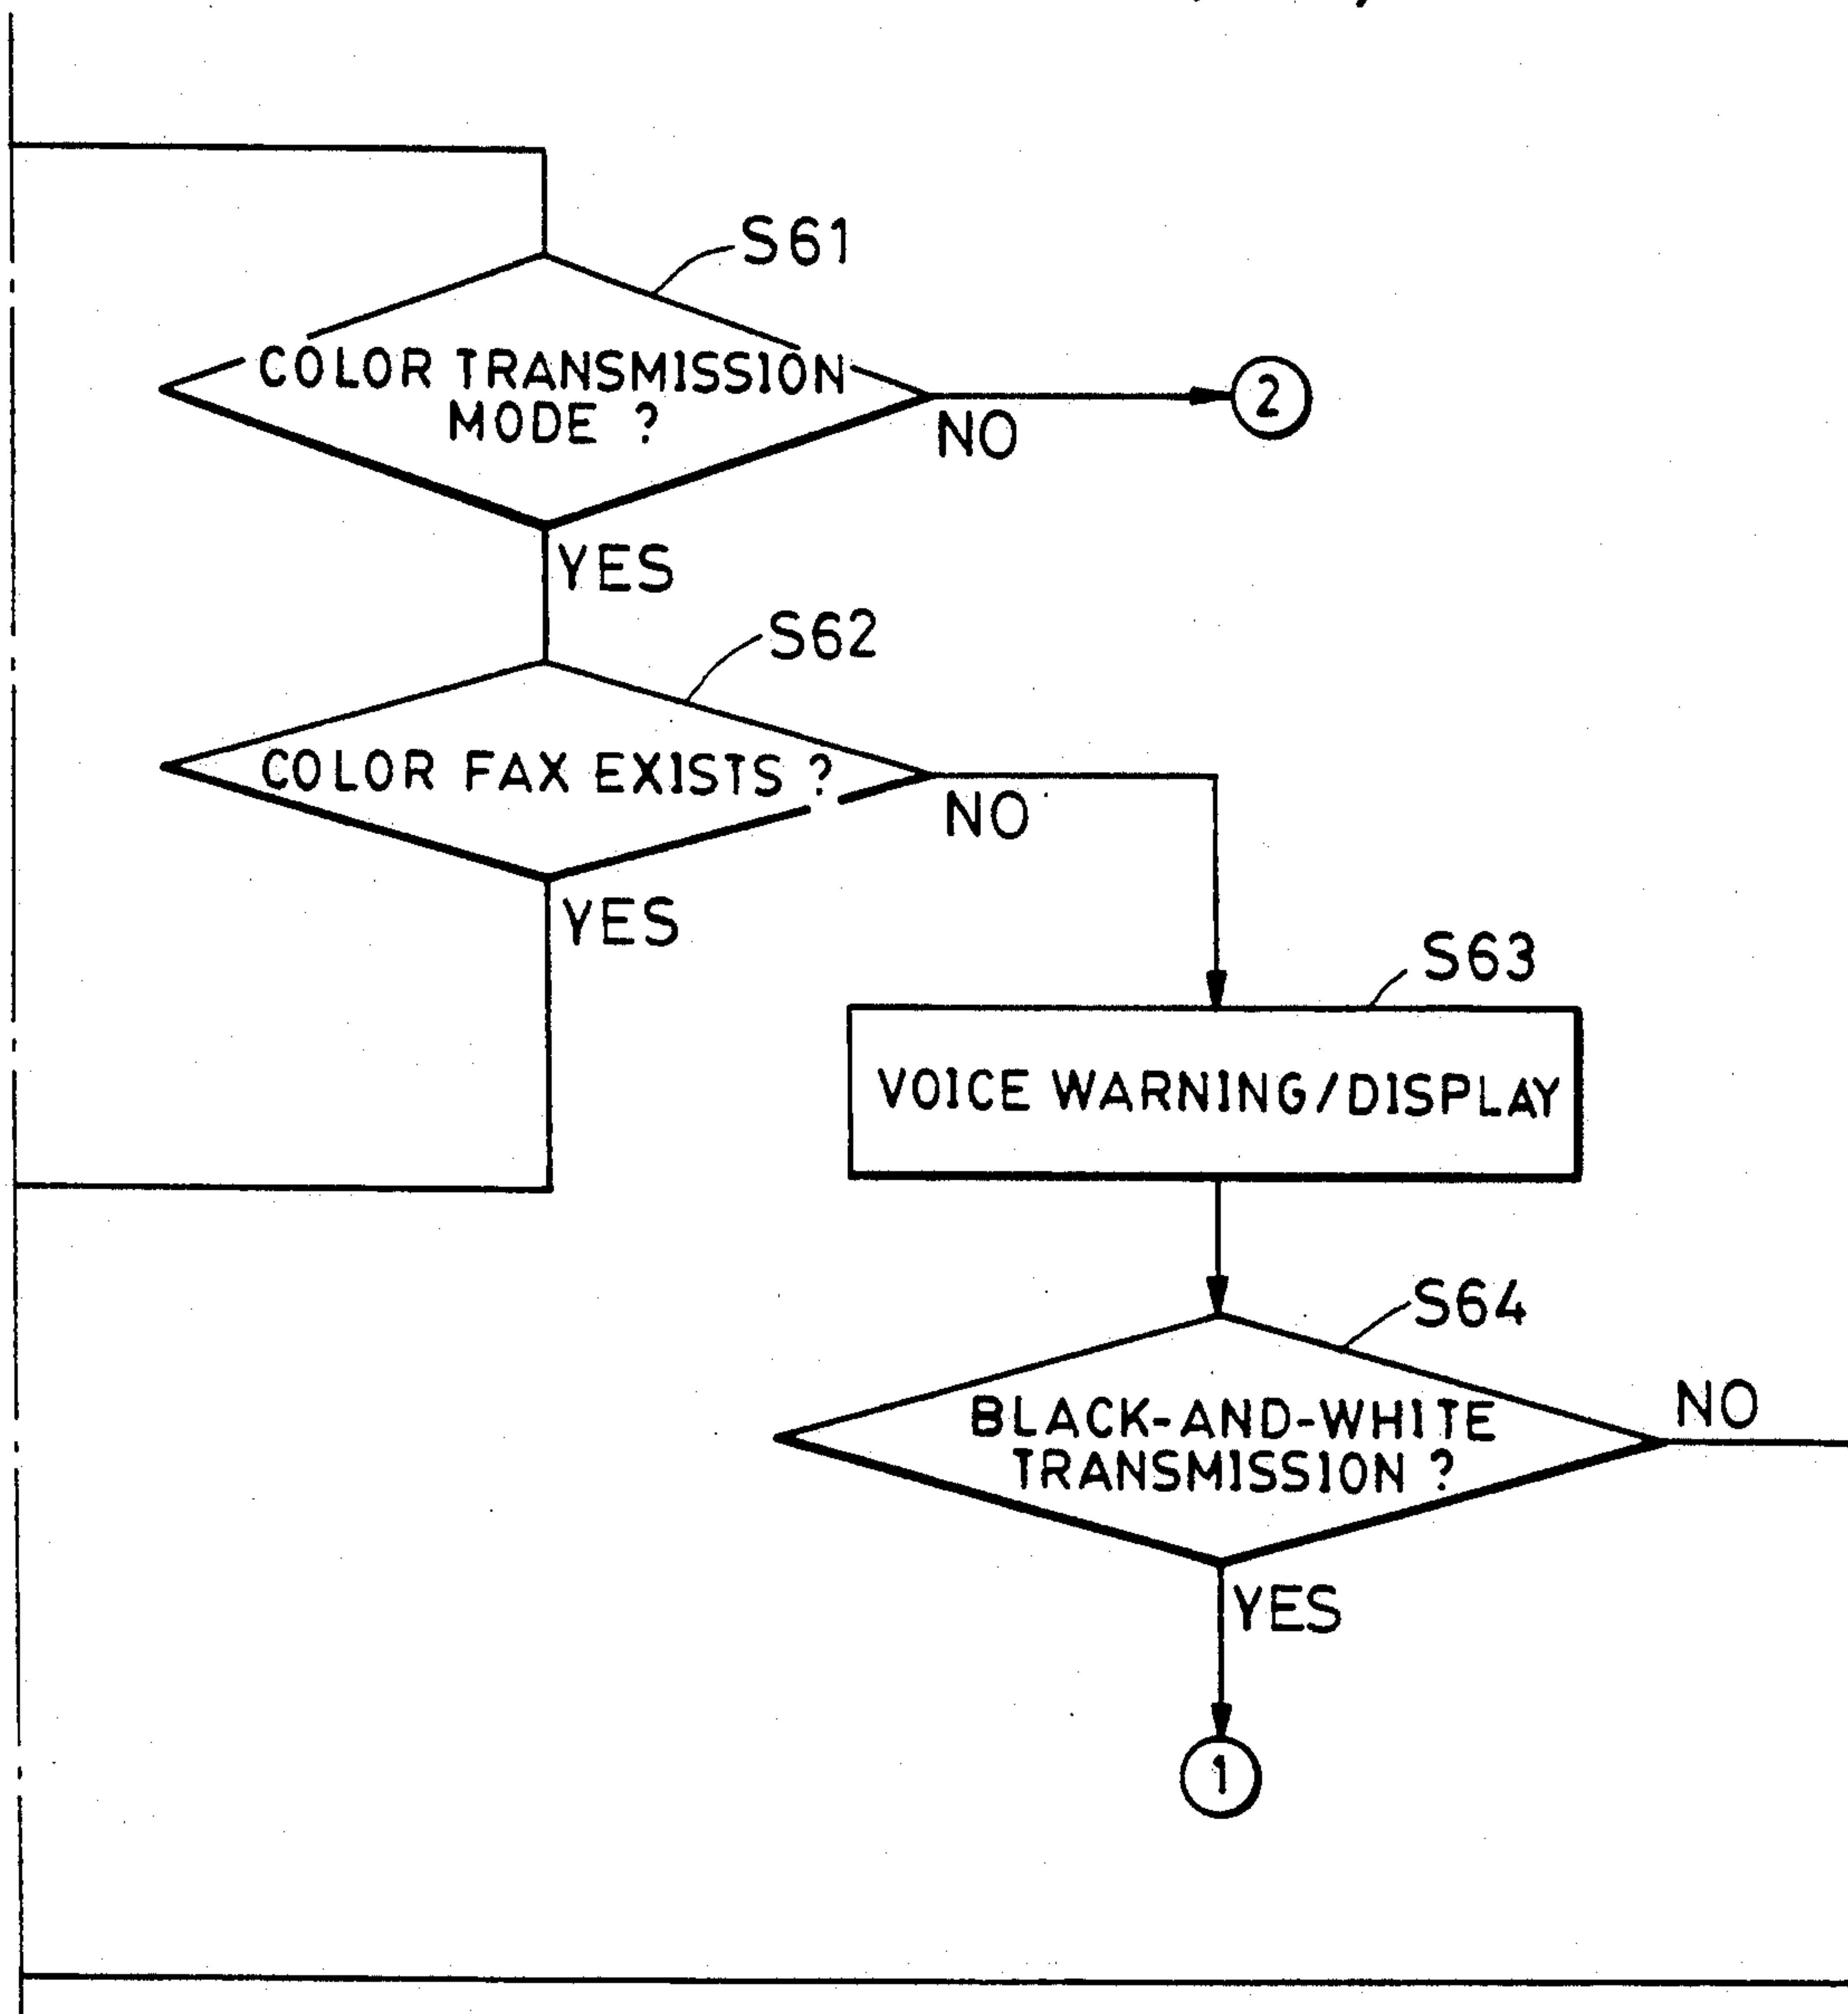 S61
COLOR TRANSMISSION
MODE ?
NO
2
YES
S62
COLOR FAX EXISTS ?
NO
YES
S63
VOICE WARNING/DISPLAY
S64
BLACK-AND-WHITE
TRANSMISSION ?
NO
YES
1